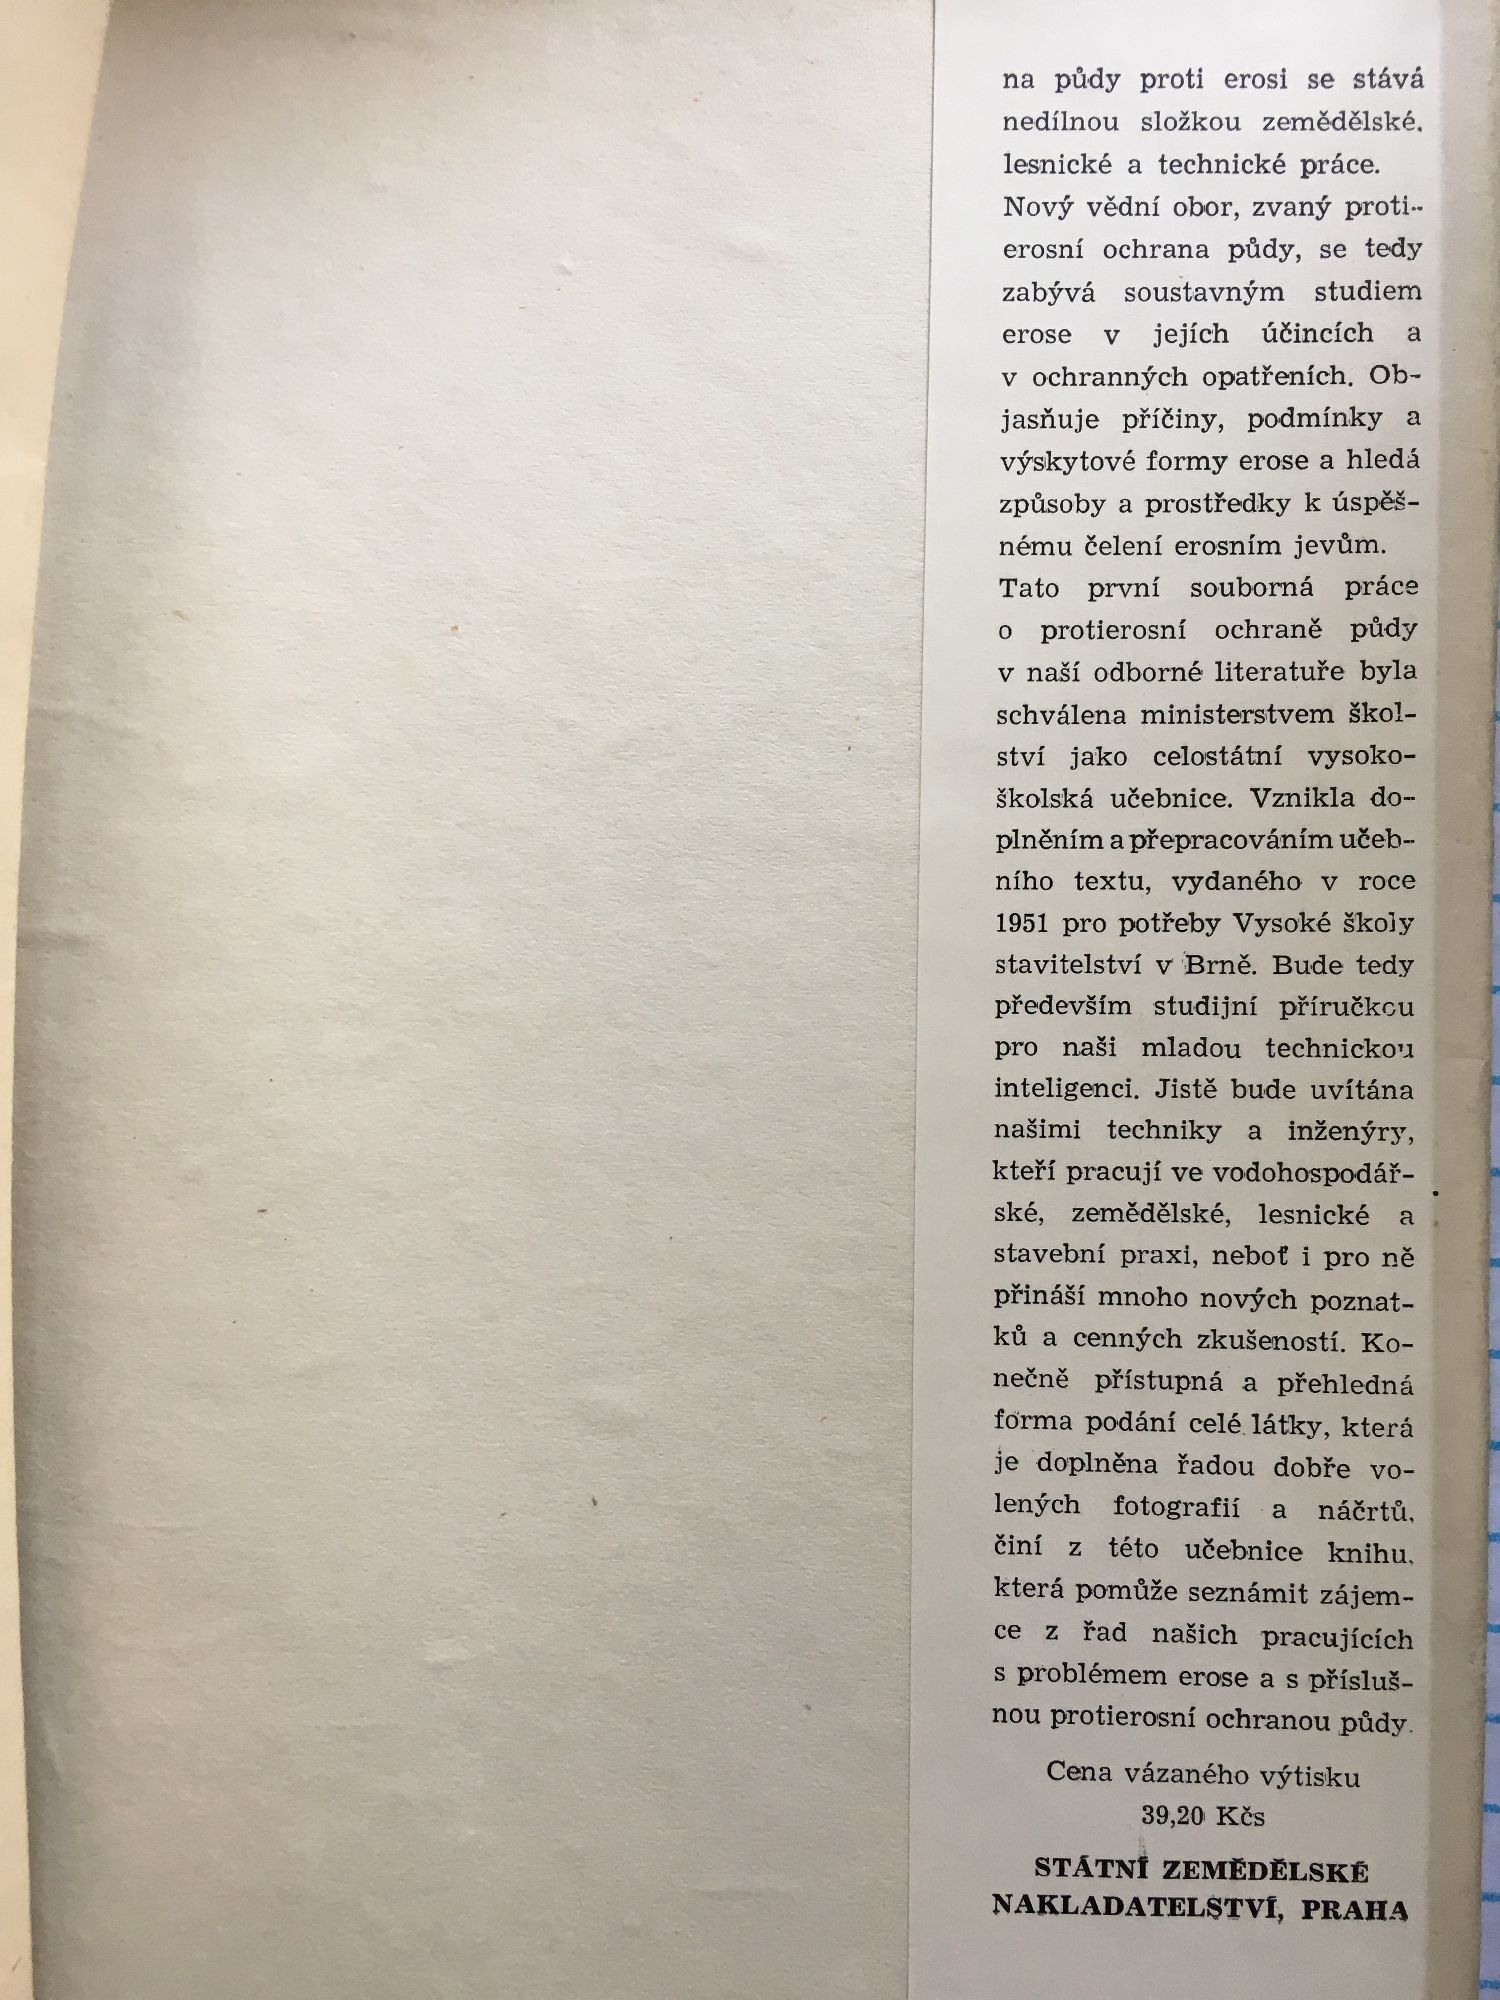 na půdy proti erosi se stává
nedílnou složkou zemědělské,
lesnické a technické práce.
Nový vědní obor, zvaný proti-
erosní ochrana půdy, se tedy
zabývá soustavným studiem
erose v jejích účincích a
v ochranných opatřeních. Ob-
jasňuje příčiny, podmínky a
výskytové formy erose a hledá
způsoby a prostředky k úspěš-
nému čelení erosním jevům.
Tato první souborná práce
o protierosní ochraně půdy
v naší odborné literatuře byla
schválena ministerstvem škol-
ství jako celostátní vysoko-
školská učebnice. Vznikla do-
plněním a přepracováním učeb-
ního textu, vydaného v roce
1951 pro potřeby Vysoké školy
stavitelství v Brně. Bude tedy
především studijní příručkou
pro naši mladou technickou
inteligenci. Jistě bude uvítána
našimi techniky a inženýry,
kteří pracují ve vodohospodář-
ské, zemědělské, lesnické a
stavební praxi, neboť i pro ně
přináší mnoho nových poznat-
ků a cenných zkušeností. Ko-
nečně přístupná a přehledná
forma podání celé látky, která
je doplněna řadou dobře vo-
lených fotografií a náčrtů,
činí z této učebnice knihu,
která pomůže seznámit zájem-
ce z řad našich pracujících
s problémem erose a s přísluš-
nou protierosní ochranou půdy.
Cena vázaného výtisku
39,20 Kčs
STÁTNÍ ZEMĚDĚLSKÉ
NAKLADATELSTVÍ, PRAHA